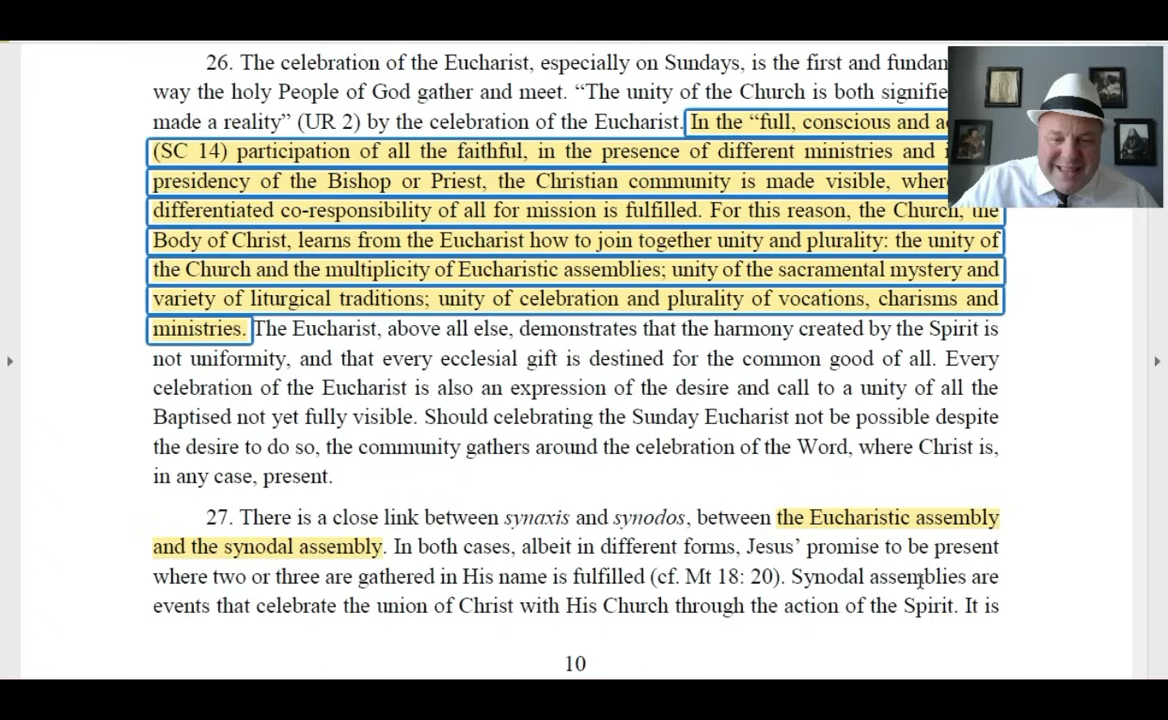 26. The celebration of the Eucharist, especially on Sundays, is the first and
way the holy People of God gather and meet. “The unity of the Church is both
made a reality” (UR 2) by the celebration of the Eucharist. In the “full, conscious and
(SC 14) participation of all the faithful, in the presence of different ministries and
presidency of the Bishop or Priest, the Christian community is made visible,
differentiated co-responsibility of all for mission is fulfilled. For this reason, the Church, the
Body of Christ, learns from the Eucharist how to join together unity and plurality: the unity of
the Church and the multiplicity of Eucharistic assemblies; unity of the sacramental mystery and
variety of liturgical traditions; unity of celebration and plurality of vocations, charisms and
ministries. The Eucharist, above all else, demonstrates that the harmony created by the Spirit is
not uniformity, and that every ecclesial gift is destined for the common good of all. Every
celebration of the Eucharist is also an expression of the desire and call to a unity of all the
Baptised not yet fully visible. Should celebrating the Sunday Eucharist not be possible despite
the desire to do so, the community gathers around the celebration of the Word, where Christ is,
in any case, present.
27. There is a close link between synaxis and synodos, between the Eucharistic assembly
and the synodal assembly. In both cases, albeit in different forms, Jesus’ promise to be present
where two or three are gathered in His name is fulfilled (cf. Mt 18: 20). Synodal assemblies are
events that celebrate the union of Christ with His Church through the action of the Spirit. It is
10